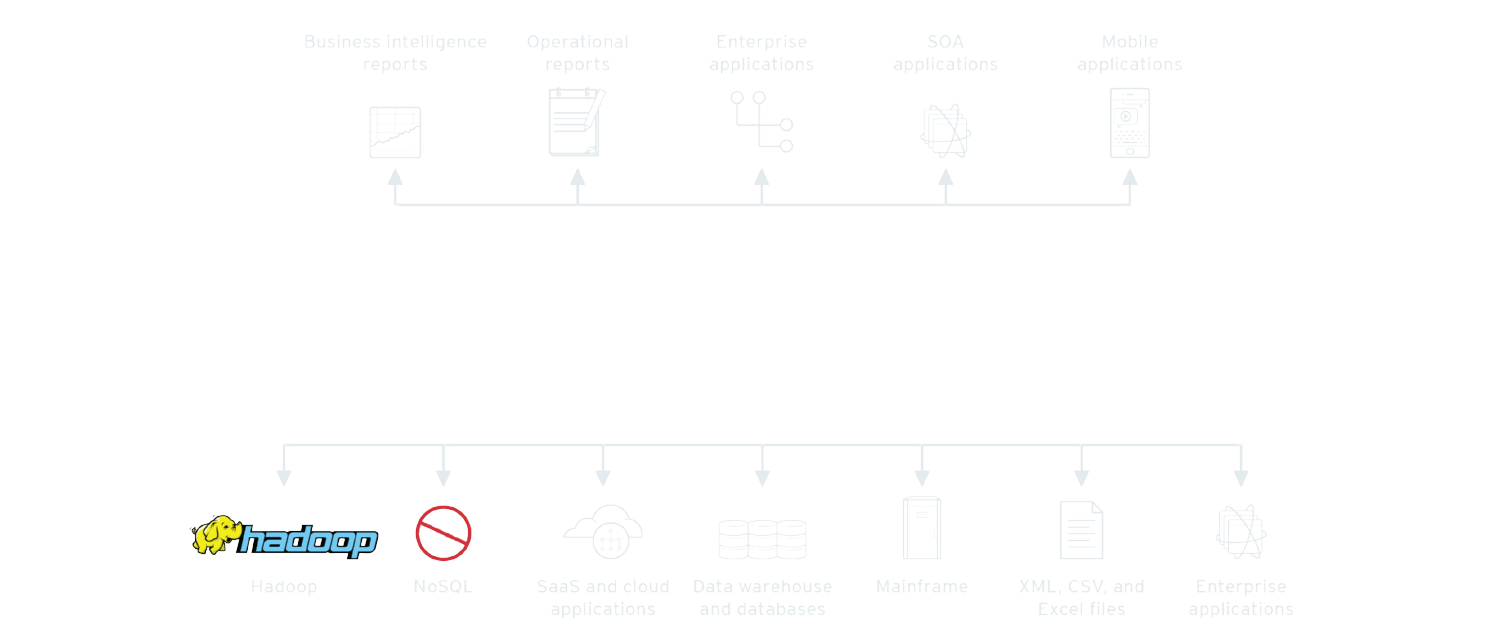 Business intelligence
reports
Operational
reports
Enterprise
applications
SOA
applications
Mobile
applications
hadoop
Hadoop
NoSQL
SaaS and cloud
applications
Data warehouse
and databases
Mainframe
XML, CSV, and
Excel files
Enterprise
applications